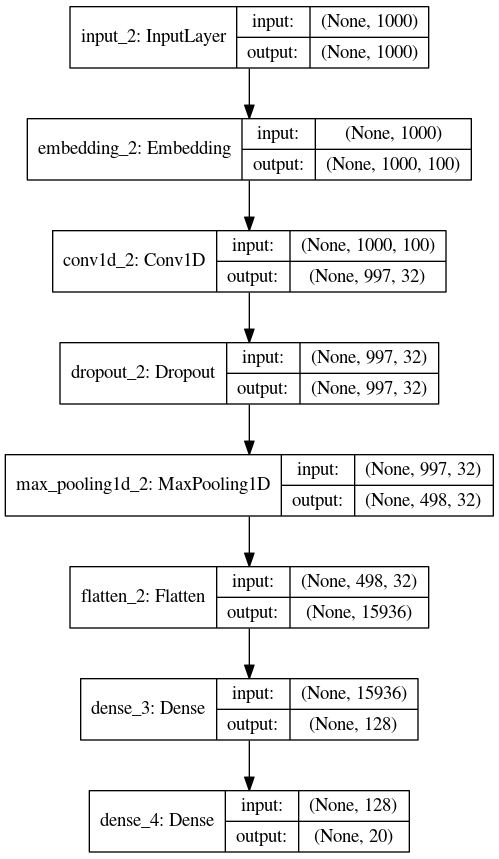 input_2: InputLayer
input: (None, 1000)
output: (None, 1000)
embedding_2: Embedding
input: (None, 1000)
output: (None, 1000, 100)
conv1d_2: Conv1D
input: (None, 1000, 100)
output: (None, 997, 32)
dropout_2: Dropout
input: (None, 997, 32)
output: (None, 997, 32)
max_pooling1d_2: MaxPooling1D
input: (None, 997, 32)
output: (None, 498, 32)
flatten_2: Flatten
input: (None, 498, 32)
output: (None, 15936)
dense_3: Dense
input: (None, 15936)
output: (None, 128)
dense_4: Dense
input: (None, 128)
output: (None, 20)